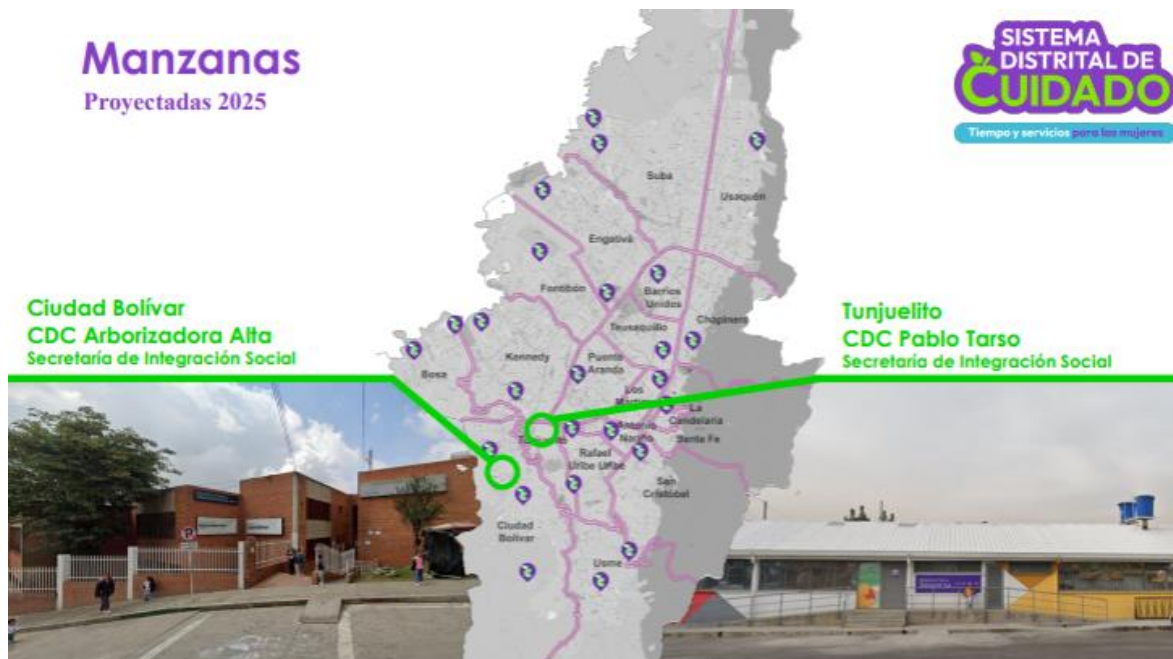 Manzanas
Proyectadas 2025
SISTEMA
DISTRITAL DE
CUIDADO
Tiempo y servicios para las mujeres
Ciudad Bolívar
CDC Arborizadora Alta
Secretaría de Integración Social
Tunjuelito
CDC Pablo Tarso
Secretaría de Integración Social
Suba
Usaquén
Engativá
Fontibón
Barrios
Unidos
Teusaquillo
Chapinero
Kennedy
Puente
Aranda
Bosa
Los
La
Candelaria
Antonio
Nariño
Santa Fe
Rafael
Uribe Uribe
San
Cristóbal
Ciudad
Bolívar
Usme